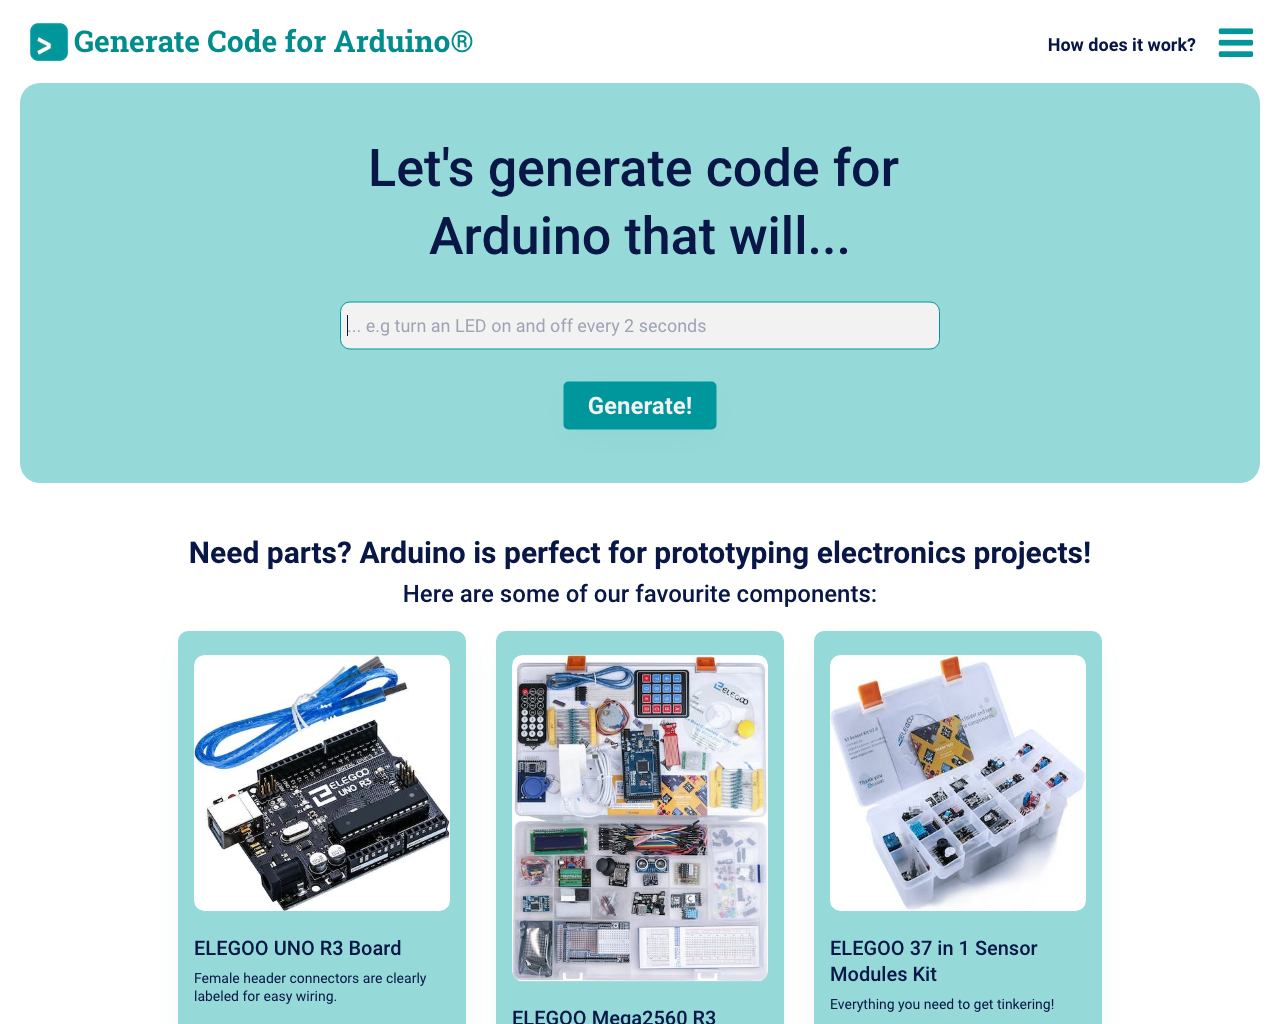 Generate Code for Arduino®
How does it work?
Let's generate code for
Arduino that will...
... e.g turn an LED on and off every 2 seconds
Generate!
Need parts? Arduino is perfect for prototyping electronics projects!
Here are some of our favourite components:
ELEGOO
UNO R3
ELEGOO
ELEGOO
ELEGOO UNO R3 Board
Female header connectors are clearly
labeled for easy wiring.
ELEGOO Mega2560 R3
ELEGOO 37 in 1 Sensor
Modules Kit
Everything you need to get tinkering!